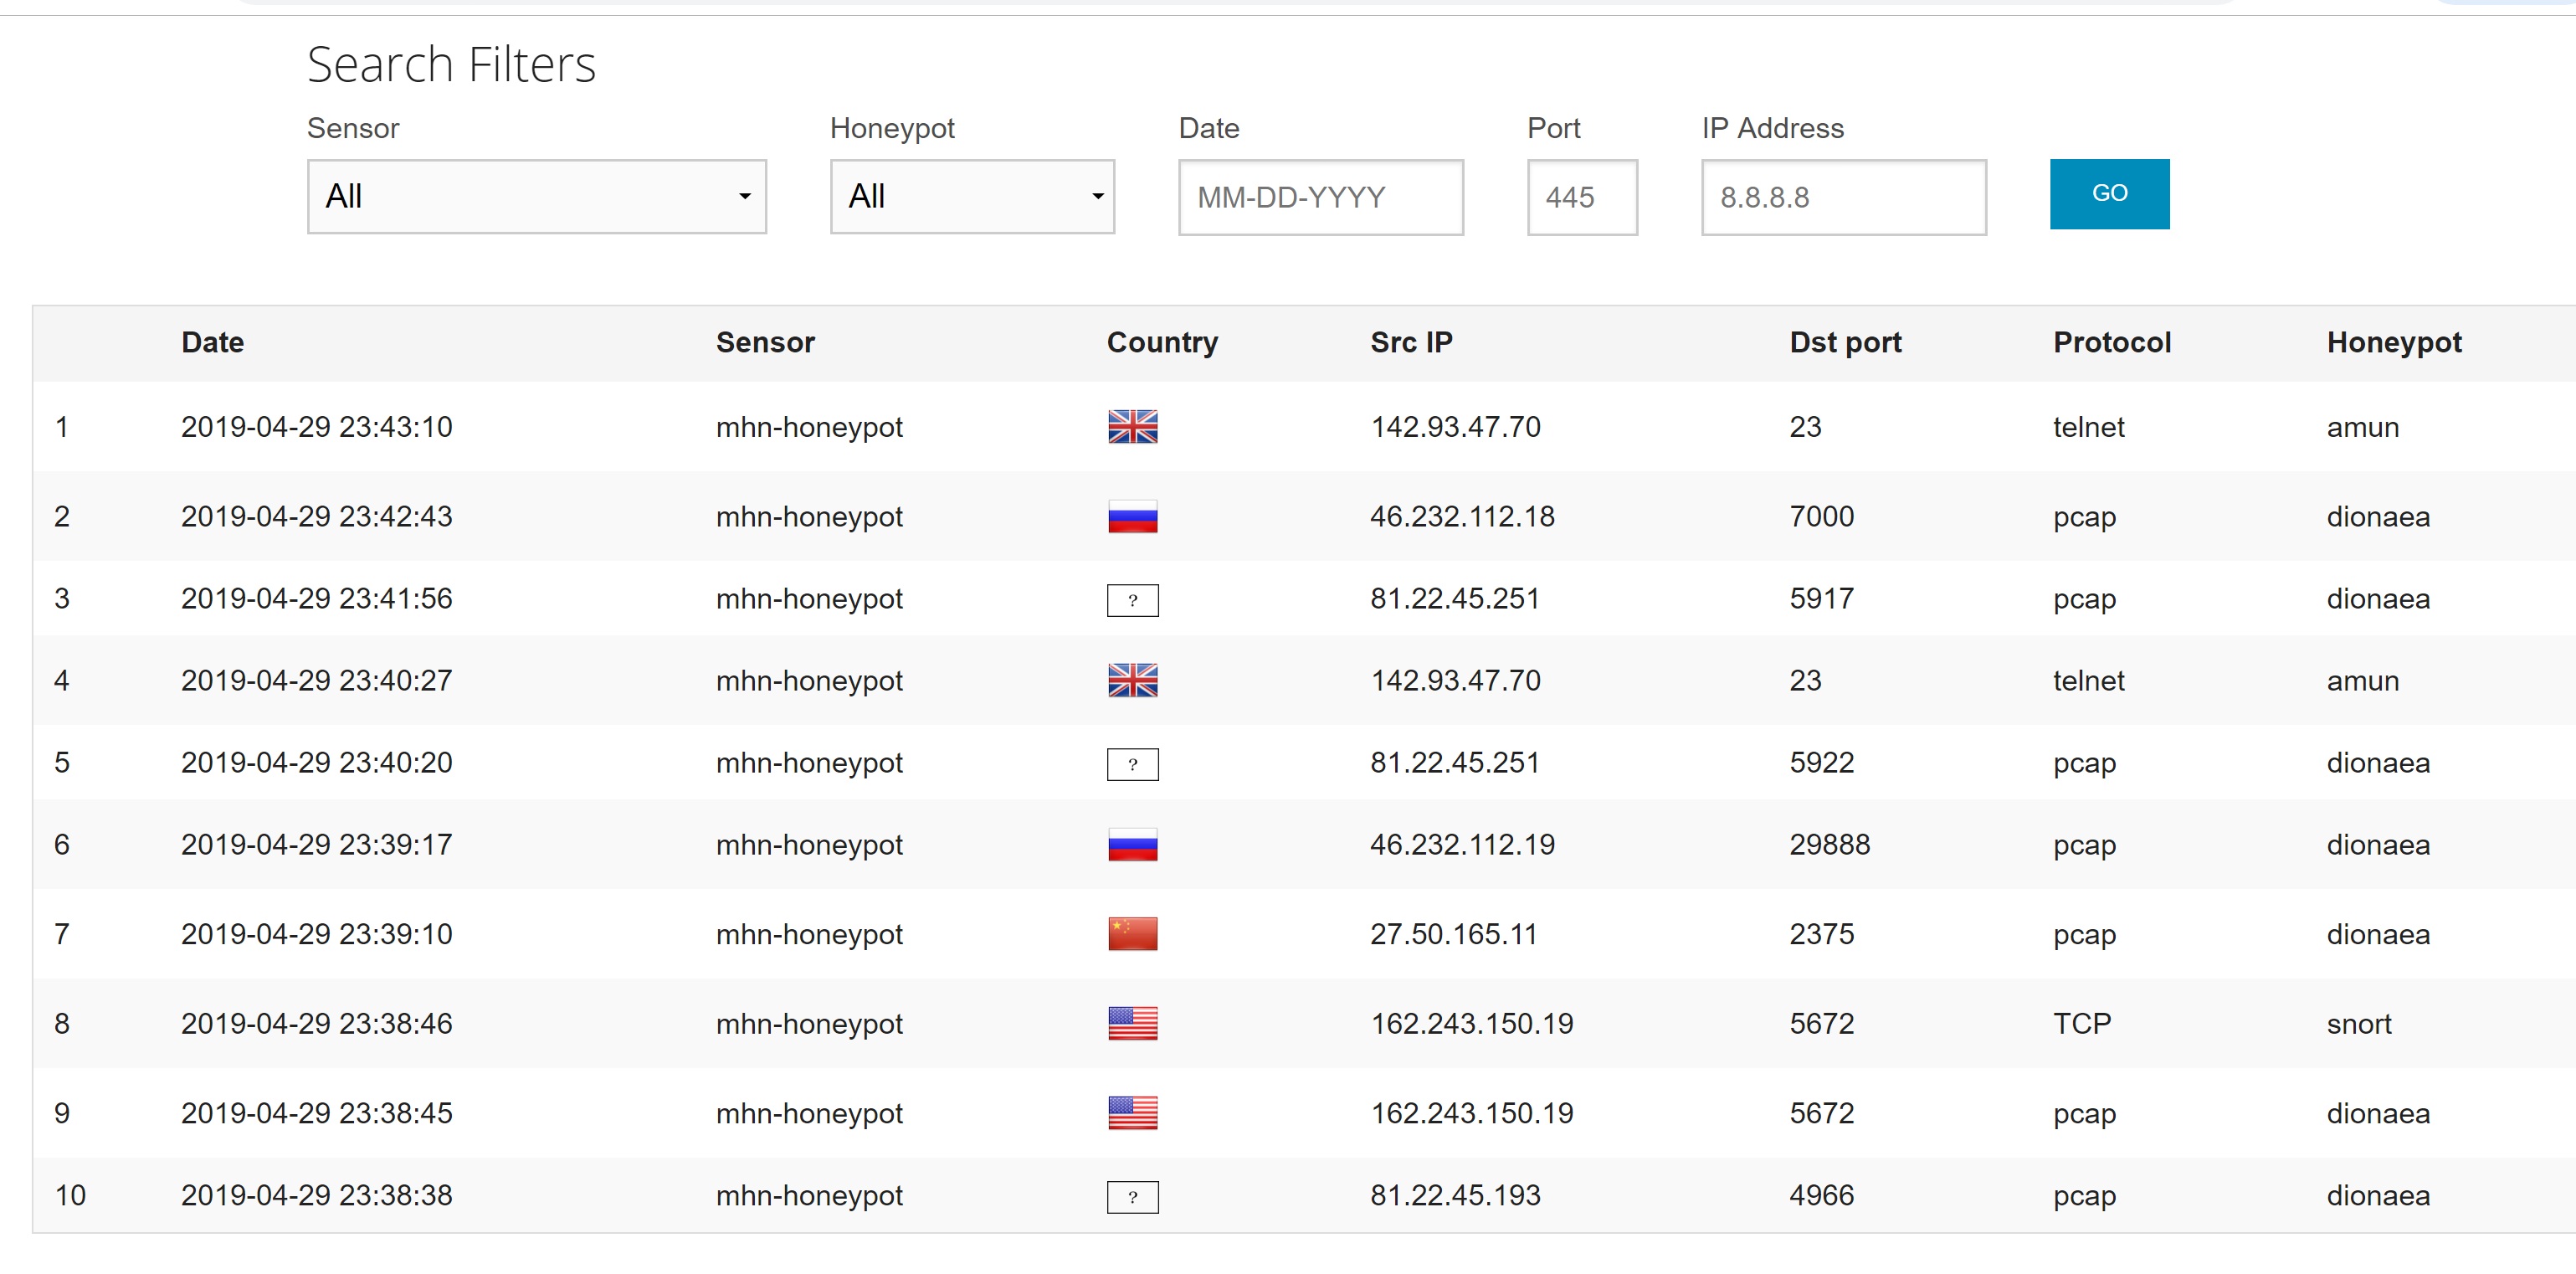 Search Filters
Sensor Honeypot Date Port IP Address
All All MM-DD-YYYY 445 8.8.8.8 GO
Date Sensor Country Src IP Dst port Protocol Honeypot
1 2019-04-29 23:43:10 mhn-honeypot 142.93.47.70 23 telnet amun
2 2019-04-29 23:42:43 mhn-honeypot 46.232.112.18 7000 pcap dionaea
3 2019-04-29 23:41:56 mhn-honeypot ? 81.22.45.251 5917 pcap dionaea
4 2019-04-29 23:40:27 mhn-honeypot 142.93.47.70 23 telnet amun
5 2019-04-29 23:40:20 mhn-honeypot ? 81.22.45.251 5922 pcap dionaea
6 2019-04-29 23:39:17 mhn-honeypot 46.232.112.19 29888 pcap dionaea
7 2019-04-29 23:39:10 mhn-honeypot 27.50.165.11 2375 pcap dionaea
8 2019-04-29 23:38:46 mhn-honeypot 162.243.150.19 5672 TCP snort
9 2019-04-29 23:38:45 mhn-honeypot 162.243.150.19 5672 pcap dionaea
10 2019-04-29 23:38:38 mhn-honeypot ? 81.22.45.193 4966 pcap dionaea